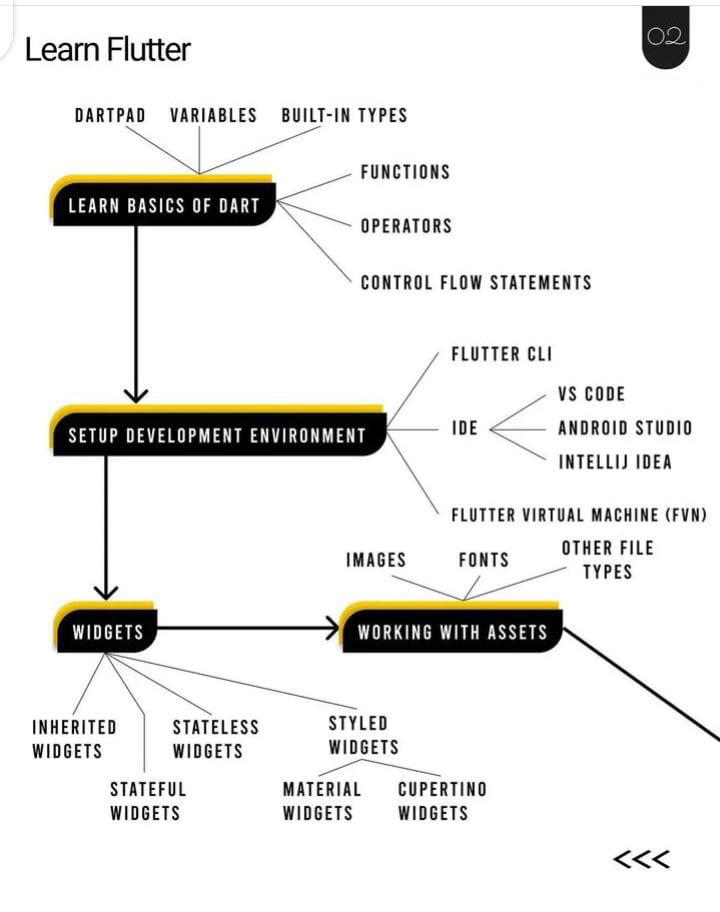 Learn Flutter
02
DARTPAD
VARIABLES
BUILT-IN TYPES
LEARN BASICS OF DART
FUNCTIONS
OPERATORS
CONTROL FLOW STATEMENTS
FLUTTER CLI
SETUP DEVELOPMENT ENVIRONMENT
IDE
VS CODE
ANDROID STUDIO
INTELLIJ IDEA
FLUTTER VIRTUAL MACHINE (FVN)
IMAGES
FONTS
OTHER FILE
TYPES
WIDGETS
WORKING WITH ASSETS
INHERITED
WIDGETS
STATEFUL
WIDGETS
STATELESS
WIDGETS
STYLED
WIDGETS
MATERIAL
WIDGETS
CUPERTINO
WIDGETS
<<<